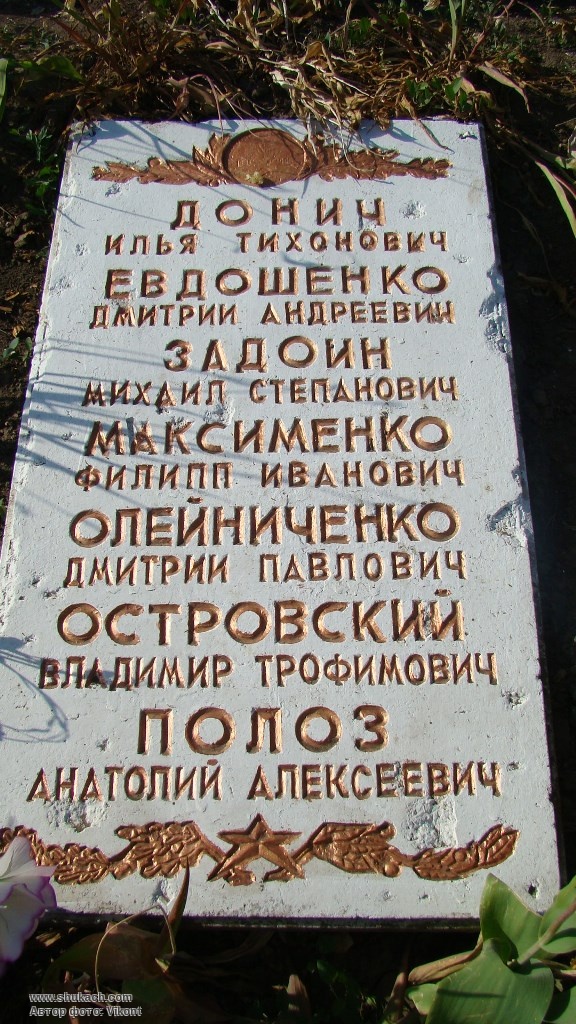 ДОНИЧ
ИЛЬЯ ТИХОНОВИЧ
ЕВДОШЕНКО
ДМИТРИИ АНДРЕЕВИЧ
ЗАДОИН
МИХАИЛ СТЕПАНОВИЧ
МАКСИМЕНКО
ФИЛИПП ИВАНОВИЧ
ОЛЕЙНИЧЕНКО
ДМИТРИИ ПАВЛОВИЧ
ОСТРОВСКИЙ
ВЛАДИМИР ТРОФИМОВИЧ
ПОЛОЗ
АНАТОЛИЙ АЛЕКСЕЕВИЧ
www.shukach.com
Автор фото: Vikont